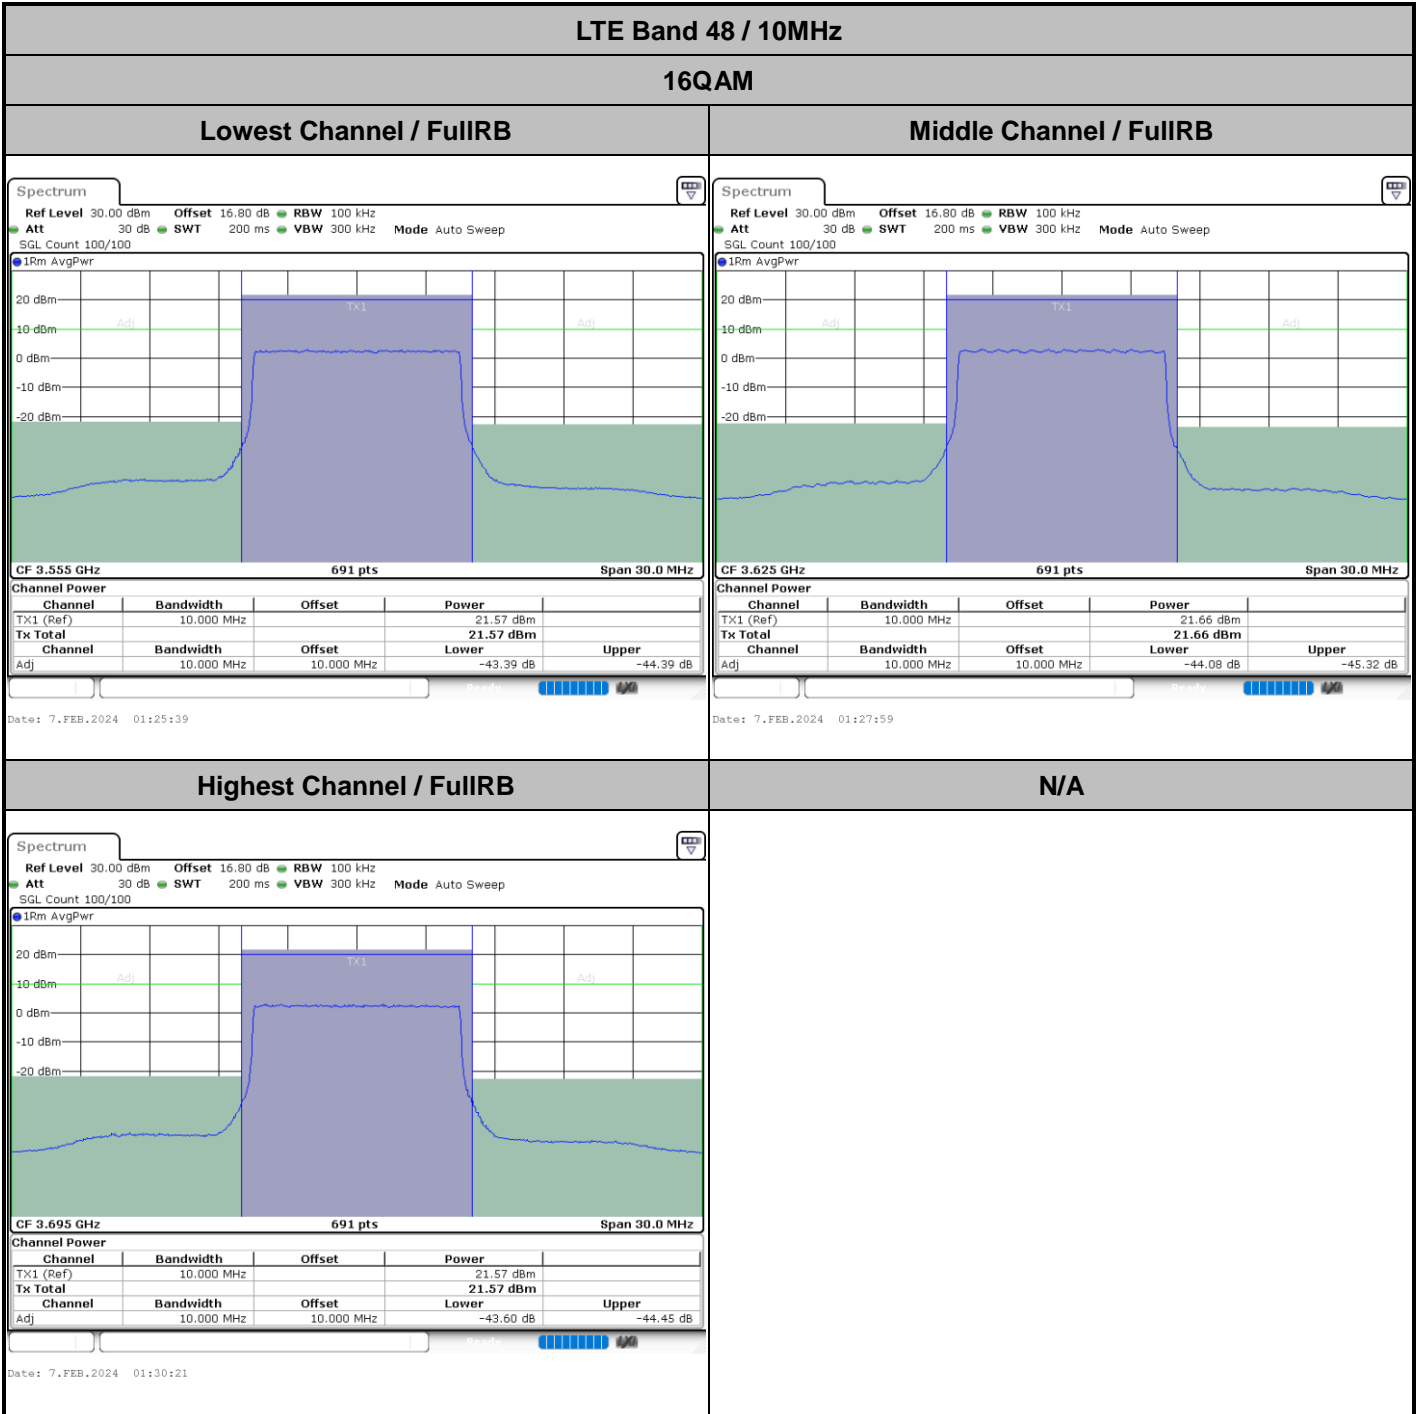 LTE Band 48 / 10MHz
16QAM
Lowest Channel / FullRB
Middle Channel / FullRB
Spectrum
Ref Level 30.00 dBm Offset 16.80 dB RBW 100 kHz
Att 30 dB SWT 200 ms VBW 300 kHz Mode Auto Sweep
SGL Count 100/100
1Rm AvgPwr
TX1
20 dBm
Adj
Adj
10 dBm
0 dBm
-10 dBm
-20 dBm
CF 3.555 GHz 691 pts Span 30.0 MHz
Channel Power
Channel Bandwidth Offset Power
TX1 (Ref) 10.000 MHz 21.57 dBm
Tx Total 21.57 dBm
Channel Bandwidth Offset Lower Upper
Adj 10.000 MHz 10.000 MHz -43.39 dB -44.39 dB
Ready
Date: 7.FEB.2024 01:25:39
Spectrum
Ref Level 30.00 dBm Offset 16.80 dB RBW 100 kHz
Att 30 dB SWT 200 ms VBW 300 kHz Mode Auto Sweep
SGL Count 100/100
1Rm AvgPwr
TX1
20 dBm
Adj
Adj
10 dBm
0 dBm
-10 dBm
-20 dBm
CF 3.625 GHz 691 pts Span 30.0 MHz
Channel Power
Channel Bandwidth Offset Power
TX1 (Ref) 10.000 MHz 21.66 dBm
Tx Total 21.66 dBm
Channel Bandwidth Offset Lower Upper
Adj 10.000 MHz 10.000 MHz -44.08 dB -45.32 dB
Ready
Date: 7.FEB.2024 01:27:59
Highest Channel / FullRB
N/A
Spectrum
Ref Level 30.00 dBm Offset 16.80 dB RBW 100 kHz
Att 30 dB SWT 200 ms VBW 300 kHz Mode Auto Sweep
SGL Count 100/100
1Rm AvgPwr
TX1
20 dBm
Adj
Adj
10 dBm
0 dBm
-10 dBm
-20 dBm
CF 3.695 GHz 691 pts Span 30.0 MHz
Channel Power
Channel Bandwidth Offset Power
TX1 (Ref) 10.000 MHz 21.57 dBm
Tx Total 21.57 dBm
Channel Bandwidth Offset Lower Upper
Adj 10.000 MHz 10.000 MHz -43.60 dB -44.45 dB
Ready
Date: 7.FEB.2024 01:30:21